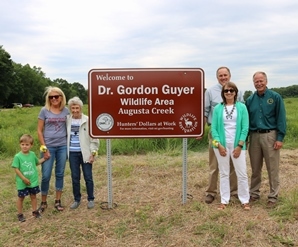 Welcome to
Dr. Gordon Guyer
Wildlife Area
Augusta Creek
Hunters' Dollars at Work